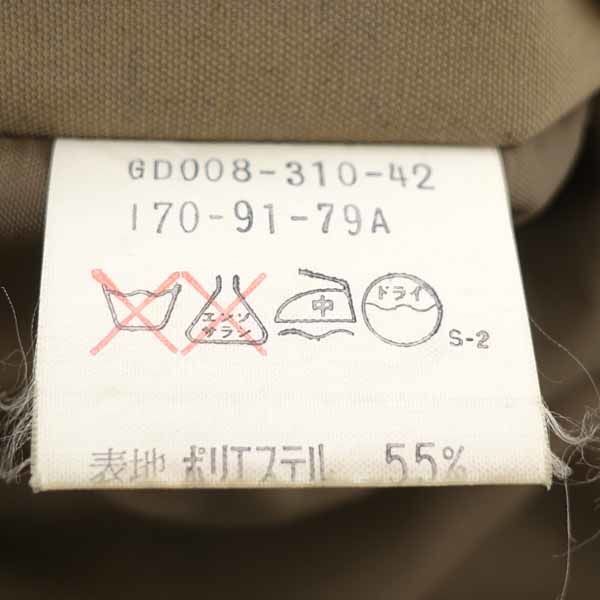 GD008-310-42
170-91-79A
エンソ サラシ 中 ドライ S-2
表地 ポリエステル 55%